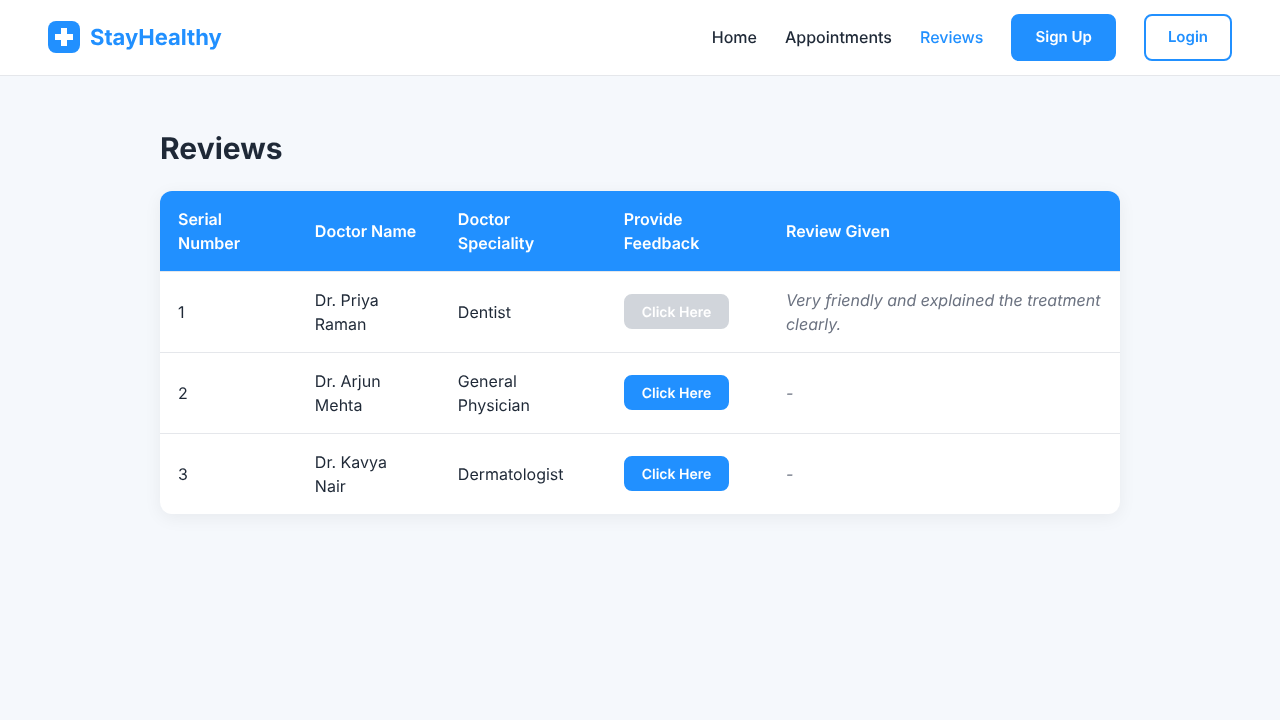 StayHealthy
Home Appointments Reviews Sign Up Login
Reviews
Serial Number Doctor Name Doctor Speciality Provide Feedback Review Given
1 Dr. Priya Raman Dentist Click Here Very friendly and explained the treatment clearly.
2 Dr. Arjun Mehta General Physician Click Here -
3 Dr. Kavya Nair Dermatologist Click Here -